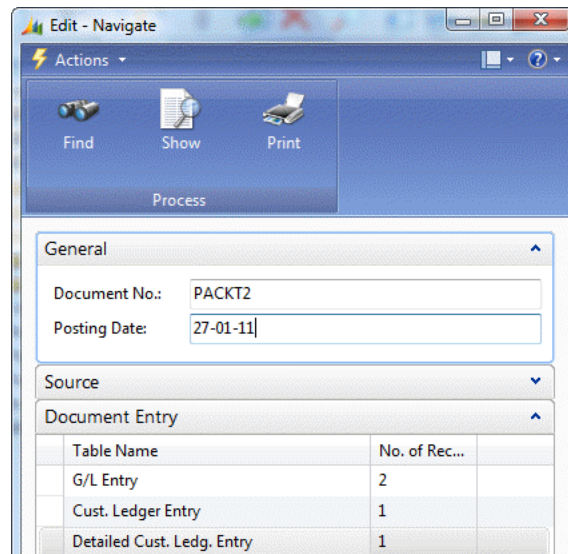 Edit - Navigate
Actions
Find Show Print
Process
General
Document No.: PACKT2
Posting Date: 27-01-11
Source
Document Entry
Table Name No. of Rec...
G/L Entry 2
Cust. Ledger Entry 1
Detailed Cust. Ledg. Entry 1